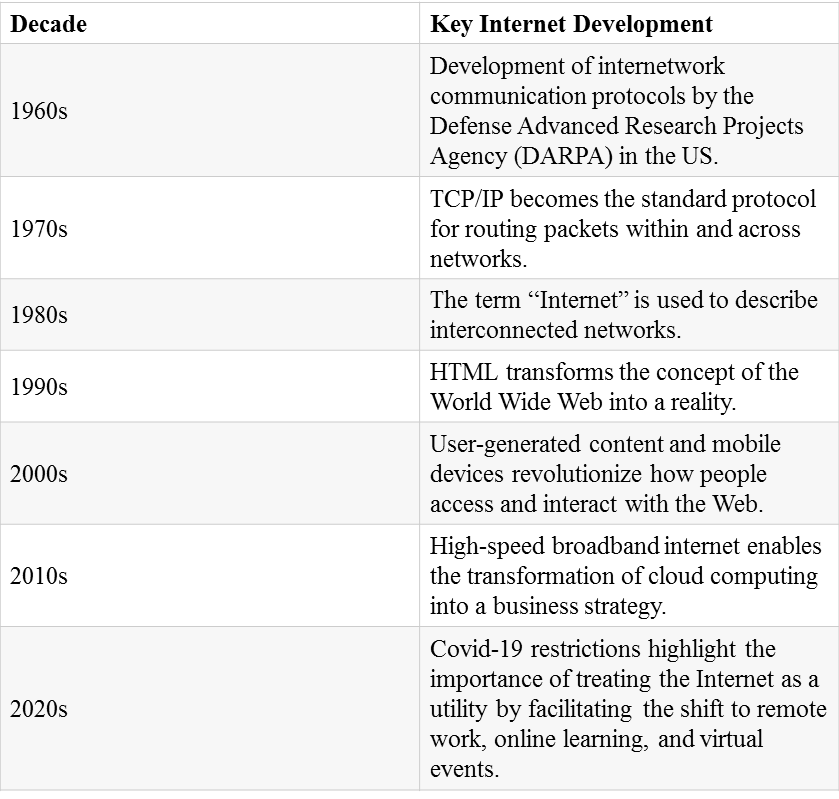 Decade
Key Internet Development
1960s
Development of internetwork
communication protocols by the
Defense Advanced Research Projects
Agency (DARPA) in the US.
1970s
TCP/IP becomes the standard protocol
for routing packets within and across
networks.
1980s
The term “Internet” is used to describe
interconnected networks.
1990s
HTML transforms the concept of the
World Wide Web into a reality.
2000s
User-generated content and mobile
devices revolutionize how people
access and interact with the Web.
2010s
High-speed broadband internet enables
the transformation of cloud computing
into a business strategy.
2020s
Covid-19 restrictions highlight the
importance of treating the Internet as a
utility by facilitating the shift to remote
work, online learning, and virtual
events.